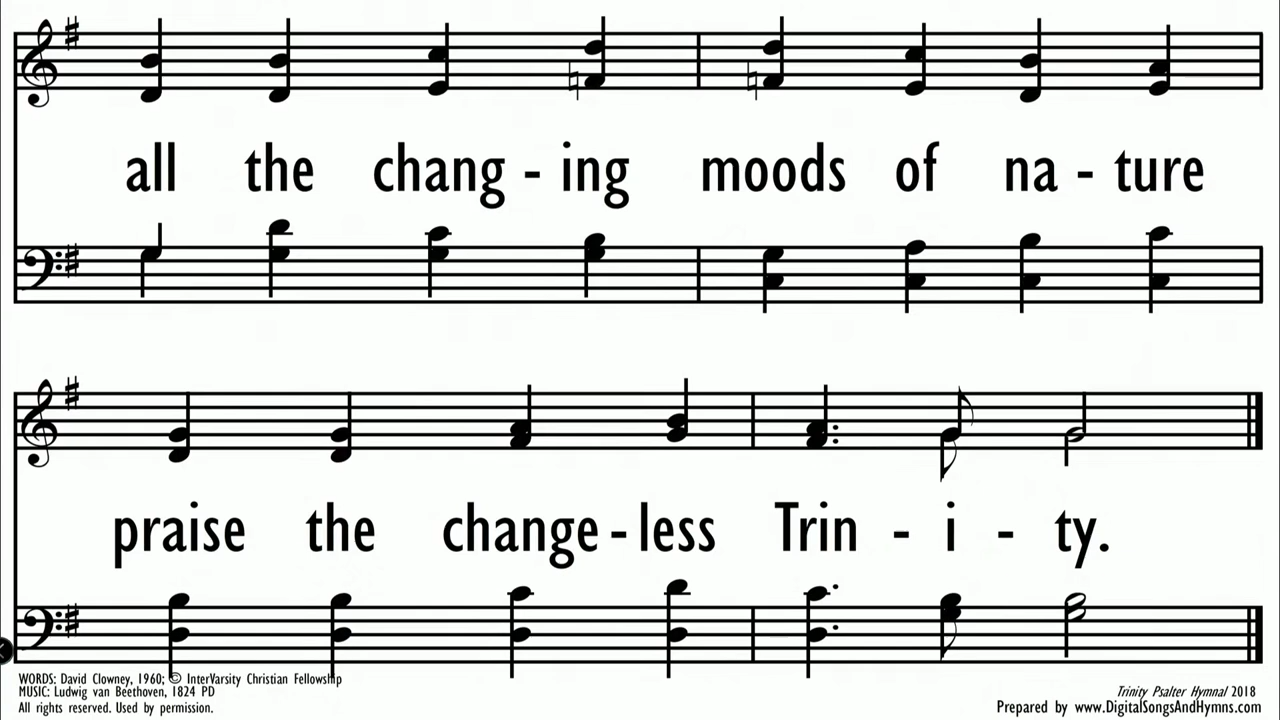 all the chang - ing moods of na - ture
praise the change - less Trin - i - ty.
WORDS: David Clowney, 1960; © InterVarsity Christian Fellowship
MUSIC: Ludwig van Beethoven, 1824 PD
All rights reserved. Used by permission.
Trinity Psalter Hymnal 2018
Prepared by www.DigitalSongsAndHymns.com